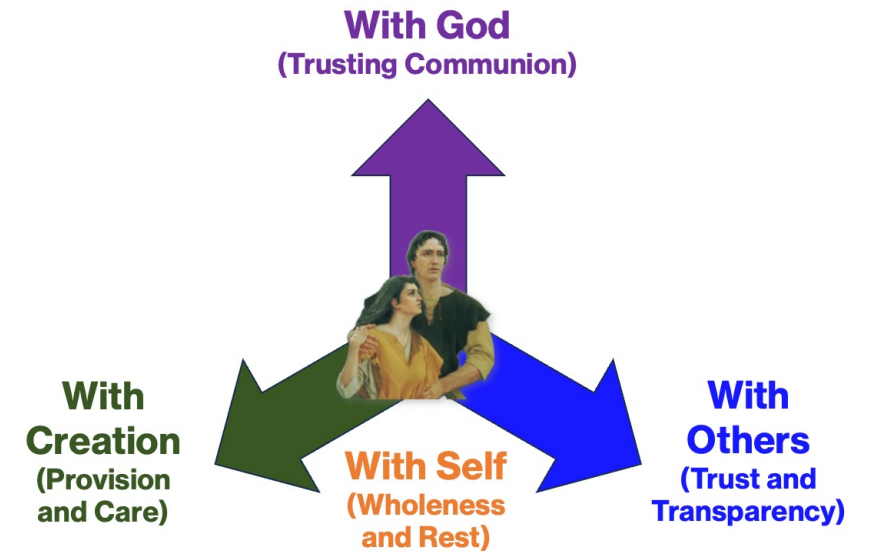 With God
(Trusting Communion)
With
Creation
(Provision
and Care)
With Self
(Wholeness
and Rest)
With
Others
(Trust and
Transparency)